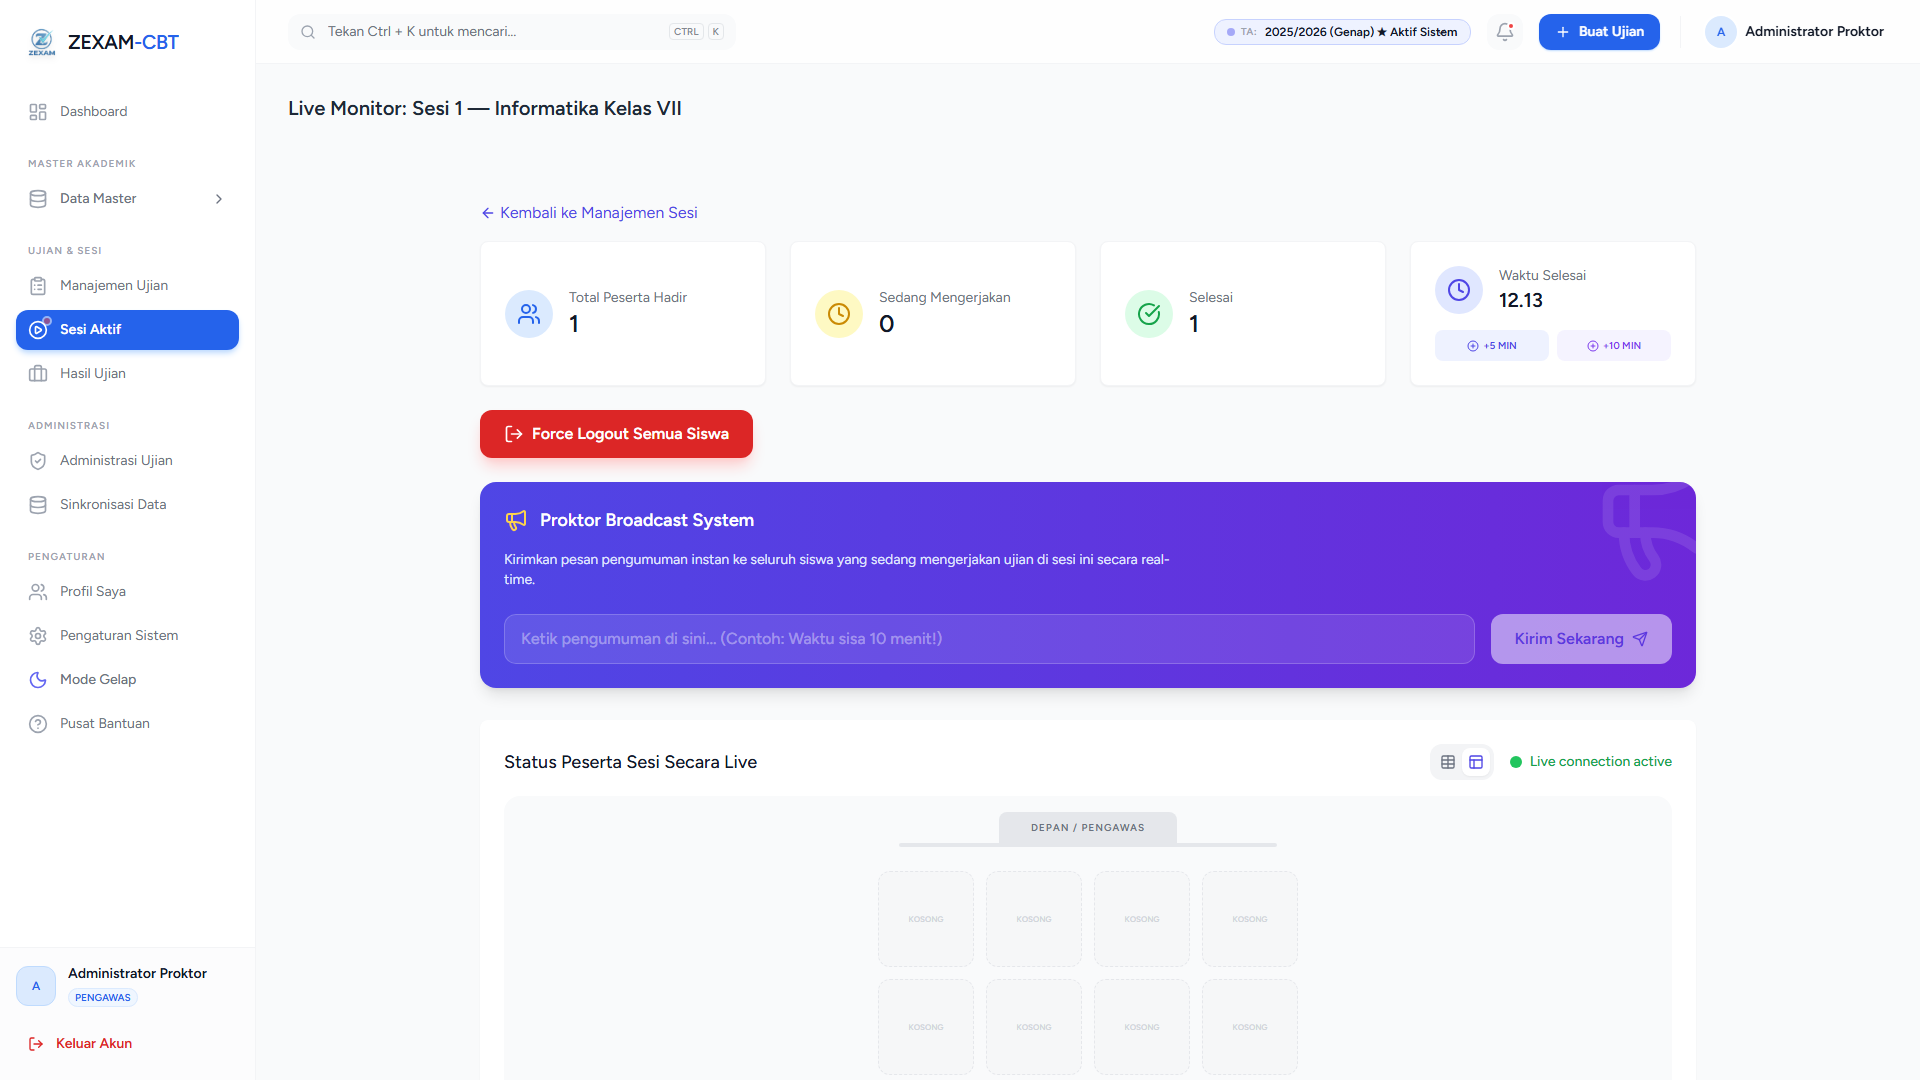 ZEXAM
ZEXAM-CBT
Tekan Ctrl + K untuk mencari...
CTRL K
TA: 2025/2026 (Genap) ★ Aktif Sistem
Buat Ujian
A
Administrator Proktor
Dashboard
MASTER AKADEMIK
Data Master
UJIAN & SESI
Manajemen Ujian
Sesi Aktif
Hasil Ujian
ADMINISTRASI
Administrasi Ujian
Sinkronisasi Data
PENGATURAN
Profil Saya
Pengaturan Sistem
Mode Gelap
Pusat Bantuan
A
Administrator Proktor
PENGAWAS
Keluar Akun
Live Monitor: Sesi 1 — Informatika Kelas VII
Kembali ke Manajemen Sesi
Total Peserta Hadir
1
Sedang Mengerjakan
0
Selesai
1
Waktu Selesai
12.13
+5 MIN
+10 MIN
Force Logout Semua Siswa
Proktor Broadcast System
Kirimkan pesan pengumuman instan ke seluruh siswa yang sedang mengerjakan ujian di sesi ini secara real-
time.
Ketik pengumuman di sini... (Contoh: Waktu sisa 10 menit!)
Kirim Sekarang
Status Peserta Sesi Secara Live
Live connection active
DEPAN / PENGAWAS
KOSONG KOSONG KOSONG KOSONG
KOSONG KOSONG KOSONG KOSONG